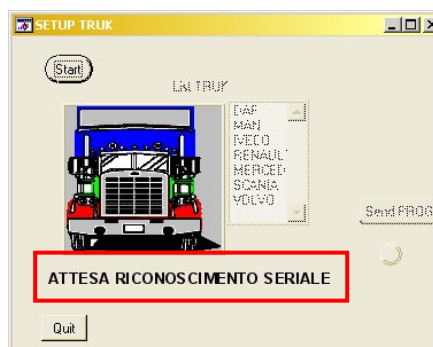 SETUP TRUK
Start
List TRUK
DAF
MAN
IVECO
RENAULT
MERCED
SCANIA
VOLVO
Send PROG
ATTESA RICONOSCIMENTO SERIALE
Quit